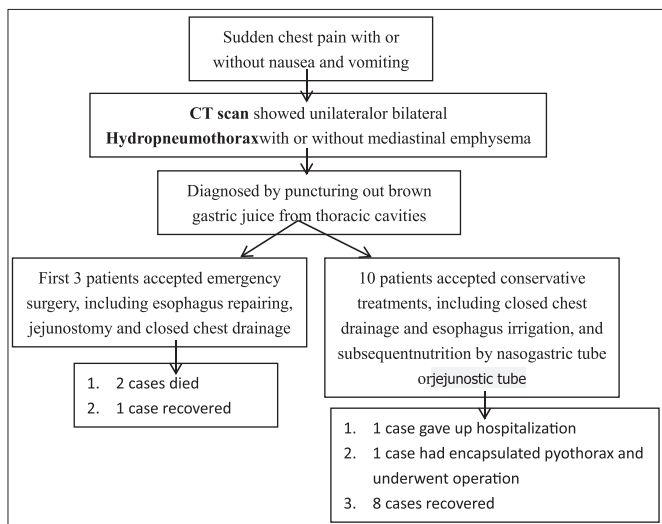 Sudden chest pain with or
without nausea and vomiting
CT scan showed unilateralor bilateral
Hydropneumothoraxwith or without mediastinal emphysema
Diagnosed by puncturing out brown
gastric juice from thoracic cavities
First 3 patients accepted emergency
surgery, including esophagus repairing,
jejunostomy and closed chest drainage
10 patients accepted conservative
treatments, including closed chest
drainage and esophagus irrigation, and
subsequentnutrition by nasogastric tube
orjejunostic tube
1. 2 cases died
2. 1 case recovered
1. 1 case gave up hospitalization
2. 1 case had encapsulated pyothorax and
underwent operation
3. 8 cases recovered